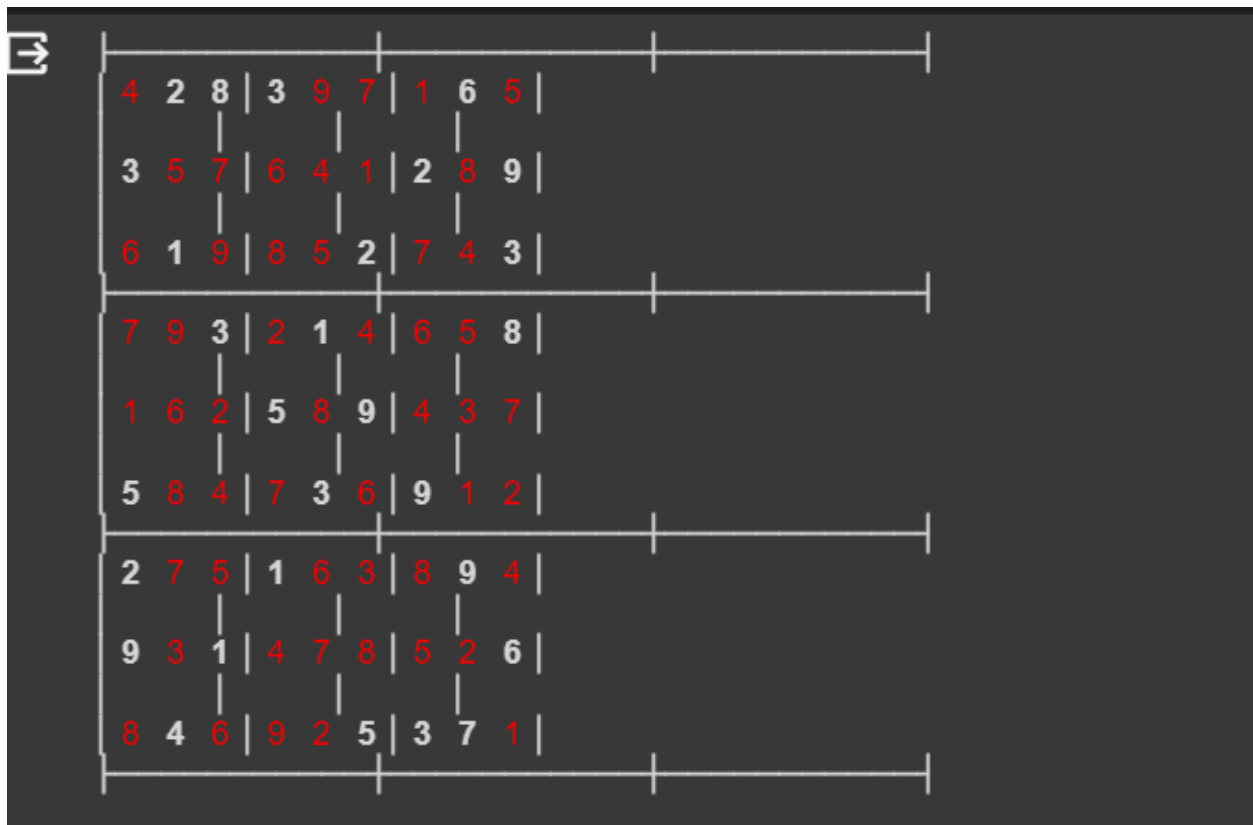 4 2 8 | 3 9 7 | 1 6 5 |
3 5 7 | 6 4 1 | 2 8 9 |
6 1 9 | 8 5 2 | 7 4 3 |
7 9 3 | 2 1 4 | 6 5 8 |
1 6 2 | 5 8 9 | 4 3 7 |
5 8 4 | 7 3 6 | 9 1 2 |
2 7 5 | 1 6 3 | 8 9 4 |
9 3 1 | 4 7 8 | 5 2 6 |
8 4 6 | 9 2 5 | 3 7 1 |